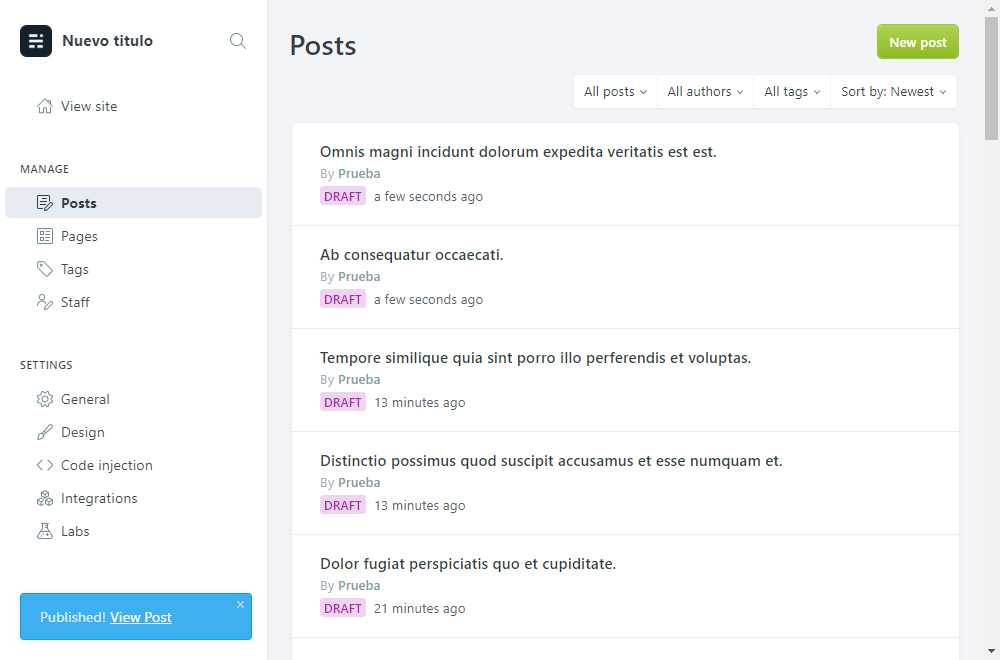 Nuevo titulo
View site
MANAGE
Posts
Pages
Tags
Staff
SETTINGS
General
Design
Code injection
Integrations
Labs
Published! View Post
×
Posts
New post
All posts All authors All tags Sort by: Newest
Omnis magni incidunt dolorum expedita veritatis est est.
By Prueba
DRAFT a few seconds ago
Ab consequatur occaecati.
By Prueba
DRAFT a few seconds ago
Tempore similique quia sint porro illo perferendis et voluptas.
By Prueba
DRAFT 13 minutes ago
Distinctio possimus quod suscipit accusamus et esse numquam et.
By Prueba
DRAFT 13 minutes ago
Dolor fugiat perspiciatis quo et cupiditate.
By Prueba
DRAFT 21 minutes ago